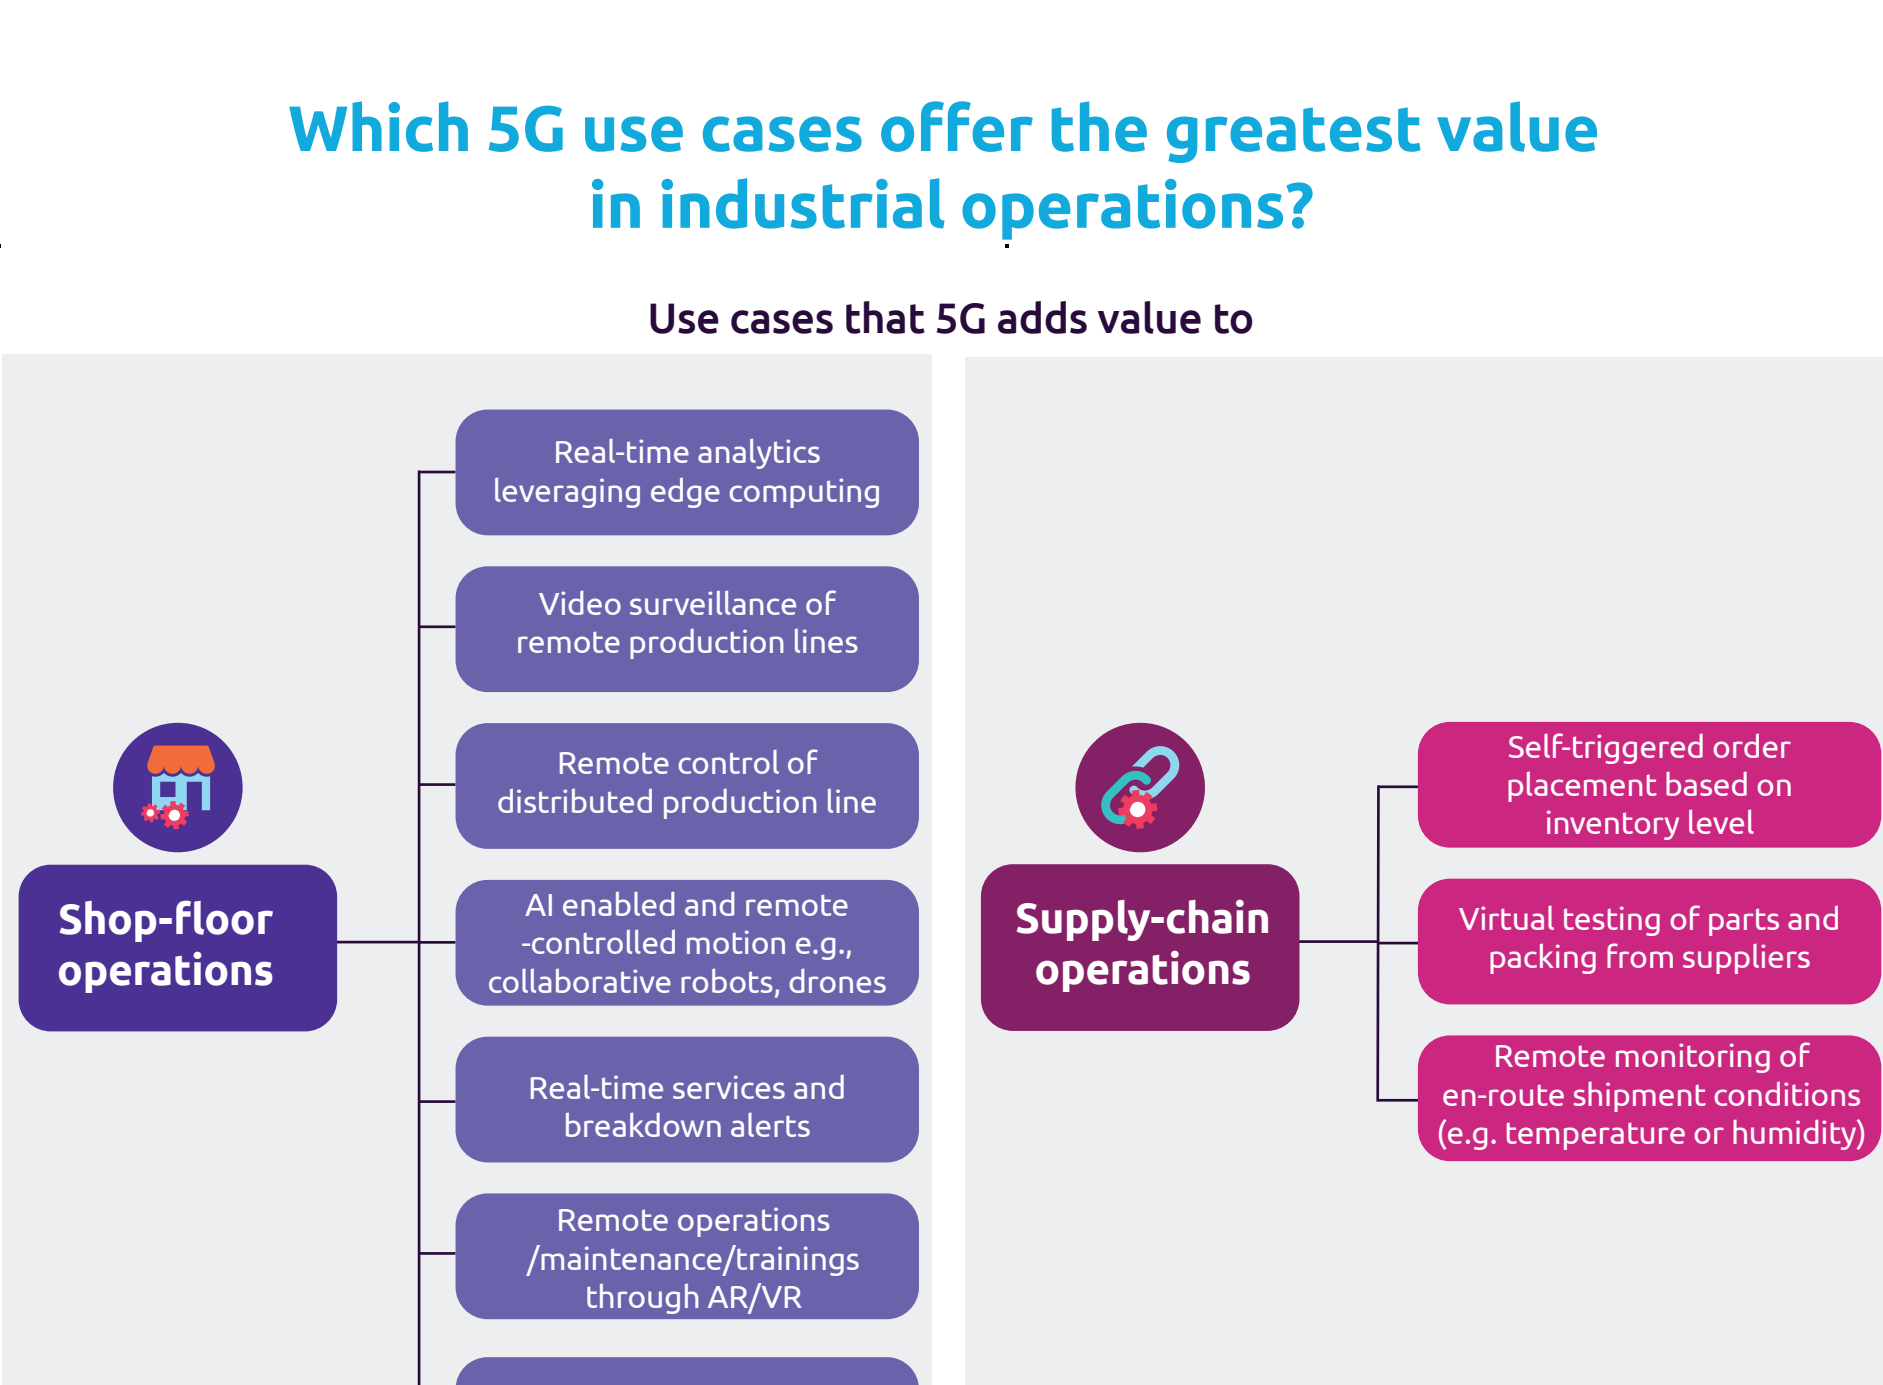 Which 5G use cases offer the greatest value
in industrial operations?
Use cases that 5G adds value to
Shop-floor
operations
Real-time analytics
leveraging edge computing
Video surveillance of
remote production lines
Remote control of
distributed production line
AI enabled and remote
-controlled motion e.g.,
collaborative robots, drones
Real-time services and
breakdown alerts
Remote operations
/maintenance/trainings
through AR/VR
Supply-chain
operations
Self-triggered order
placement based on
inventory level
Virtual testing of parts and
packing from suppliers
Remote monitoring of
en-route shipment conditions
(e.g. temperature or humidity)